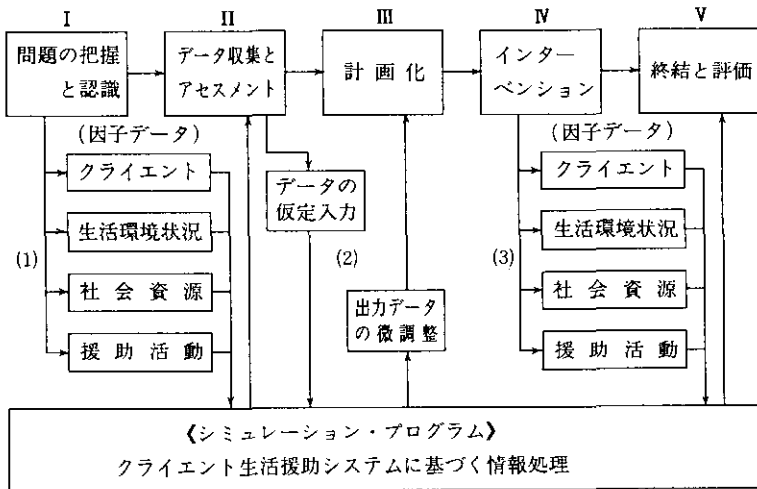 I
II
III
IV
V
問題の把握
と認識
データ収集と
アセスメント
計画化
インター
ベンション
終結と評価
(因子データ)
クライエント
生活環境状況
社会資源
援助活動
(1)
データの
仮定入力
(2)
出力データ
の微調整
(3)
(因子データ)
クライエント
生活環境状況
社会資源
援助活動
《シミュレーション・プログラム》
クライエント生活援助システムに基づく情報処理